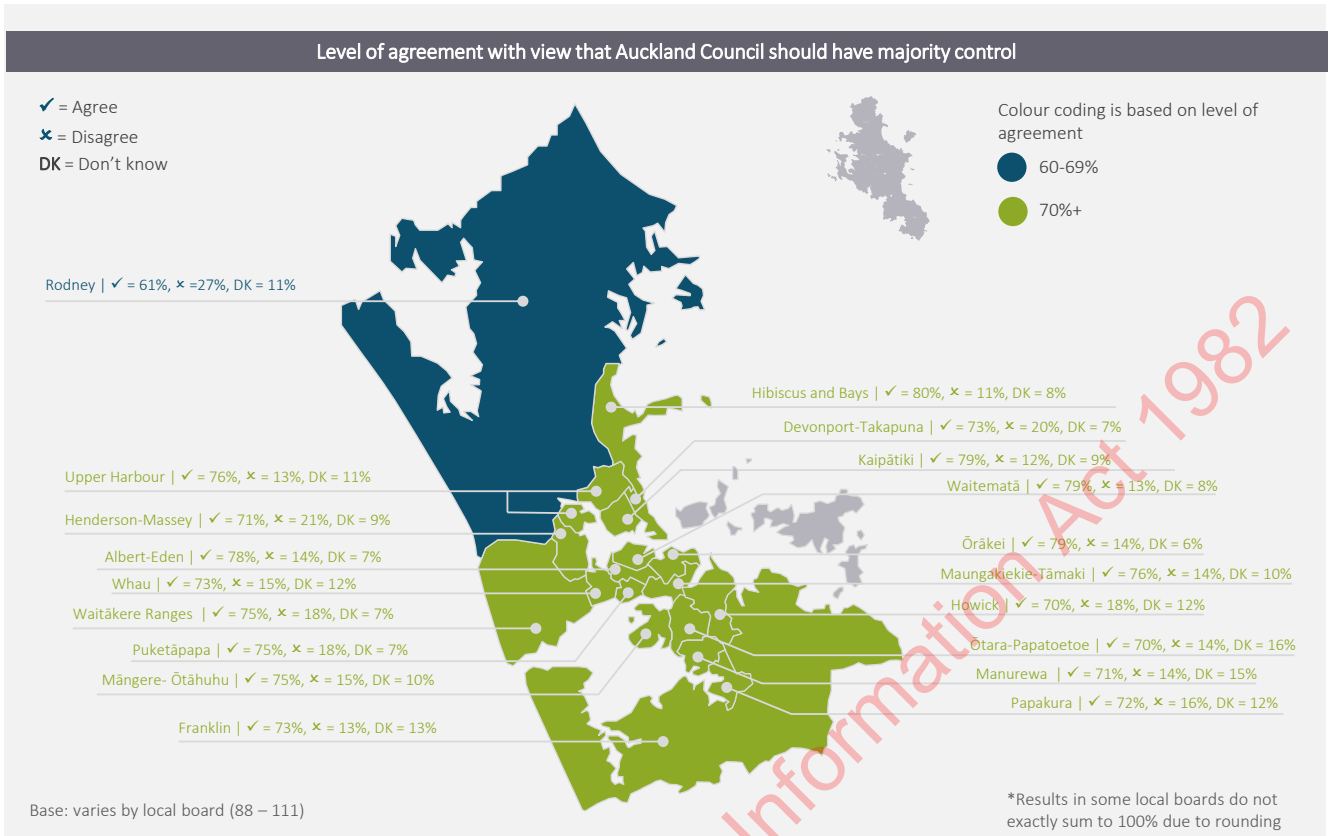 Level of agreement with view that Auckland Council should have majority control
✓ = Agree
✗ = Disagree
DK = Don't know
Colour coding is based on level of
agreement
60-69%
70%+
Rodney | ✓ = 61%, ✗ =27%, DK = 11%
Hibiscus and Bays | ✓ = 80%, ✗ = 11%, DK = 8%
Devonport-Takapuna | ✓ = 73%, ✗ = 20%, DK = 7%
Kaipātiki | ✓ = 79%, ✗ = 12%, DK = 9%
Waitematā | ✓ = 79%, ✗ = 13%, DK = 8%
Upper Harbour | ✓ = 76%, ✗ = 13%, DK = 11%
Henderson-Massey | ✓ = 71%, ✗ = 21%, DK = 9%
Albert-Eden | ✓ = 78%, ✗ = 14%, DK = 7%
Whau | ✓ = 73%, ✗ = 15%, DK = 12%
Waitākere Ranges | ✓ = 75%, ✗ = 18%, DK = 7%
Puketāpapa | ✓ = 75%, ✗ = 18%, DK = 7%
Māngere- Ōtāhuhu | ✓ = 75%, ✗ = 15%, DK = 10%
Franklin | ✓ = 73%, ✗ = 13%, DK = 13%
Ōrākei | ✓ = 79%, ✗ = 14%, DK = 6%
Maungakiekie-Tāmaki | ✓ = 76%, ✗ = 14%, DK = 10%
Howick | ✓ = 70%, ✗ = 18%, DK = 12%
Ōtara-Papatoetoe | ✓ = 70%, ✗ = 14%, DK = 16%
Manurewa | ✓ = 71%, ✗ = 14%, DK = 15%
Papakura | ✓ = 72%, ✗ = 16%, DK = 12%
Base: varies by local board (88 – 111)
*Results in some local boards do not
exactly sum to 100% due to rounding
Information Act 1982